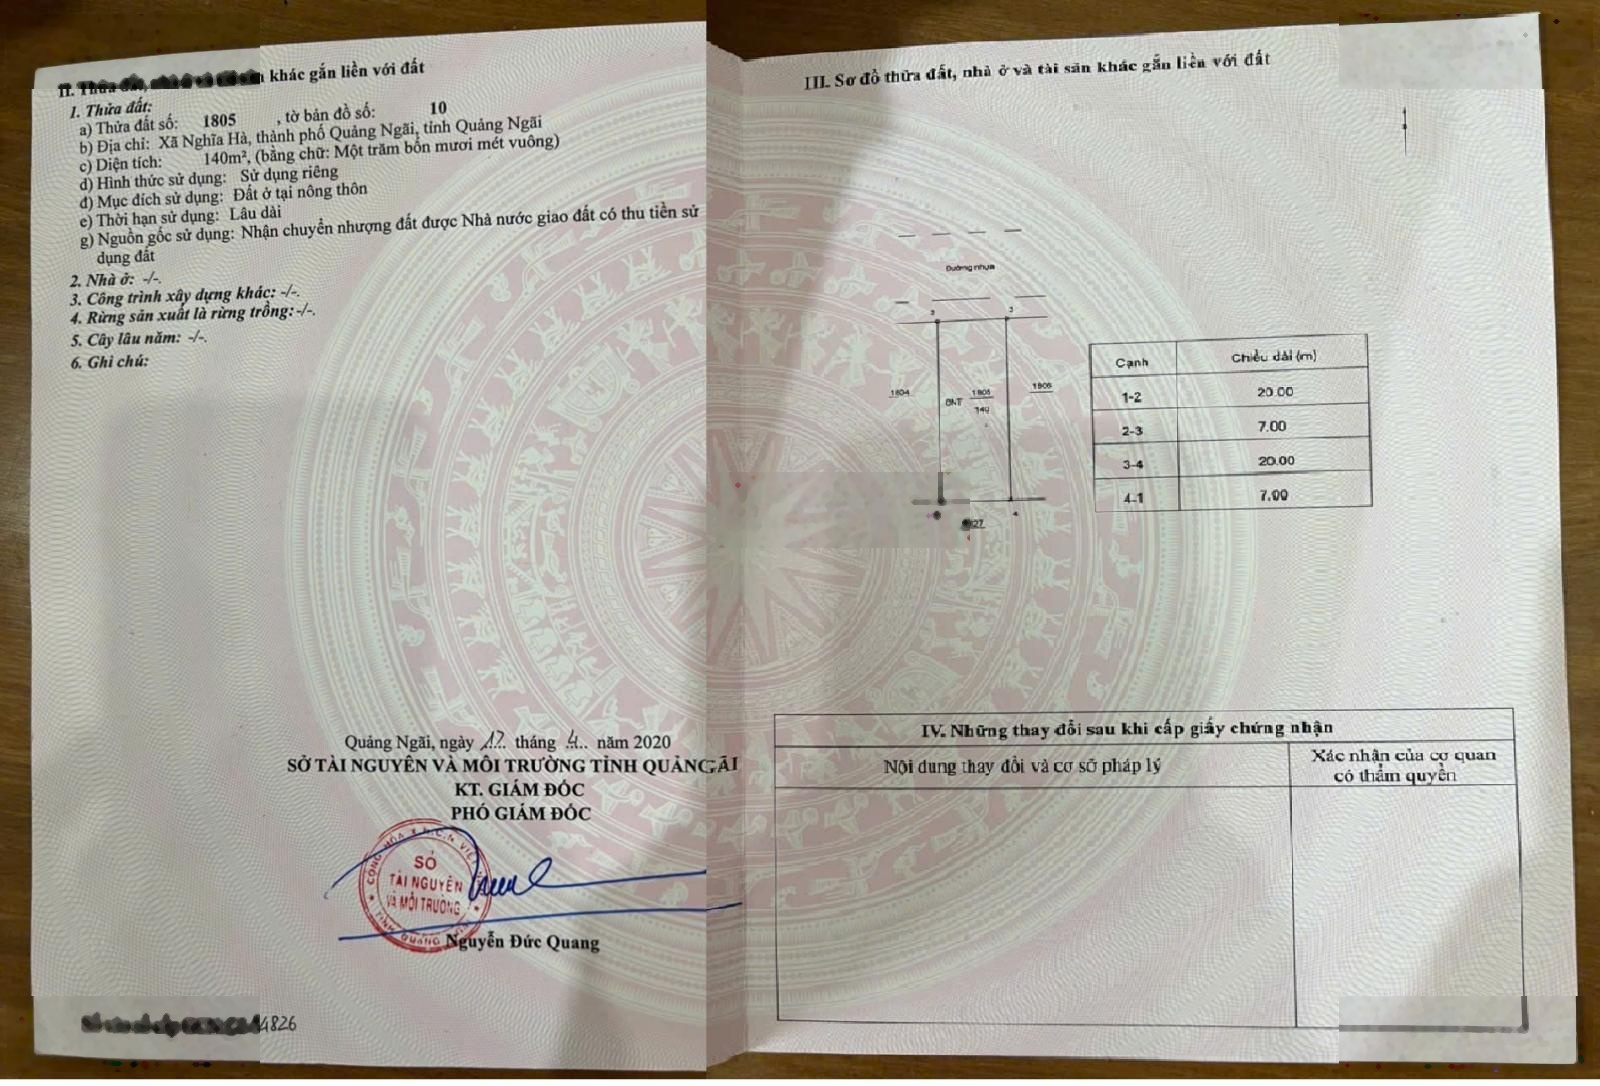 II. Thửa đất, khác gắn liền với đất
1. Thửa đất:
a) Thửa đất số: 1805 , tờ bản đồ số: 10
b) Địa chỉ: Xã Nghĩa Hà, thành phố Quảng Ngãi, tỉnh Quảng Ngãi
c) Diện tích: 140m², (bằng chữ: Một trăm bốn mươi mét vuông)
d) Hình thức sử dụng: Sử dụng riêng
đ) Mục đích sử dụng: Đất ở tại nông thôn
e) Thời hạn sử dụng: Lâu dài
g) Nguồn gốc sử dụng: Nhận chuyển nhượng đất được Nhà nước giao đất có thu tiền sử
dụng đất
2. Nhà ở: -/-.
3. Công trình xây dựng khác: -/-.
4. Rừng sản xuất là rừng trồng: -/-.
5. Cây lâu năm: -/-.
6. Ghi chú:
Quảng Ngãi, ngày 17 tháng 4 năm 2020
SỞ TÀI NGUYÊN VÀ MÔI TRƯỜNG TỈNH QUẢNG NGÃI
KT. GIÁM ĐỐC
PHÓ GIÁM ĐỐC
SỞ
TÀI NGUYÊN
VÀ MÔI TRƯỜNG
Nguyễn Đức Quang
4826
III. Sơ đồ thửa đất, nhà ở và tài sản khác gắn liền với đất
Đường nhựa
2 3
1804
ONT 1805
140
1806
4
27
Cạnh Chiều dài (m)
1-2 20.00
2-3 7.00
3-4 20.00
4-1 7.00
IV. Những thay đổi sau khi cấp giấy chứng nhận
Nội dung thay đổi và cơ sở pháp lý
Xác nhận của cơ quan
có thẩm quyền